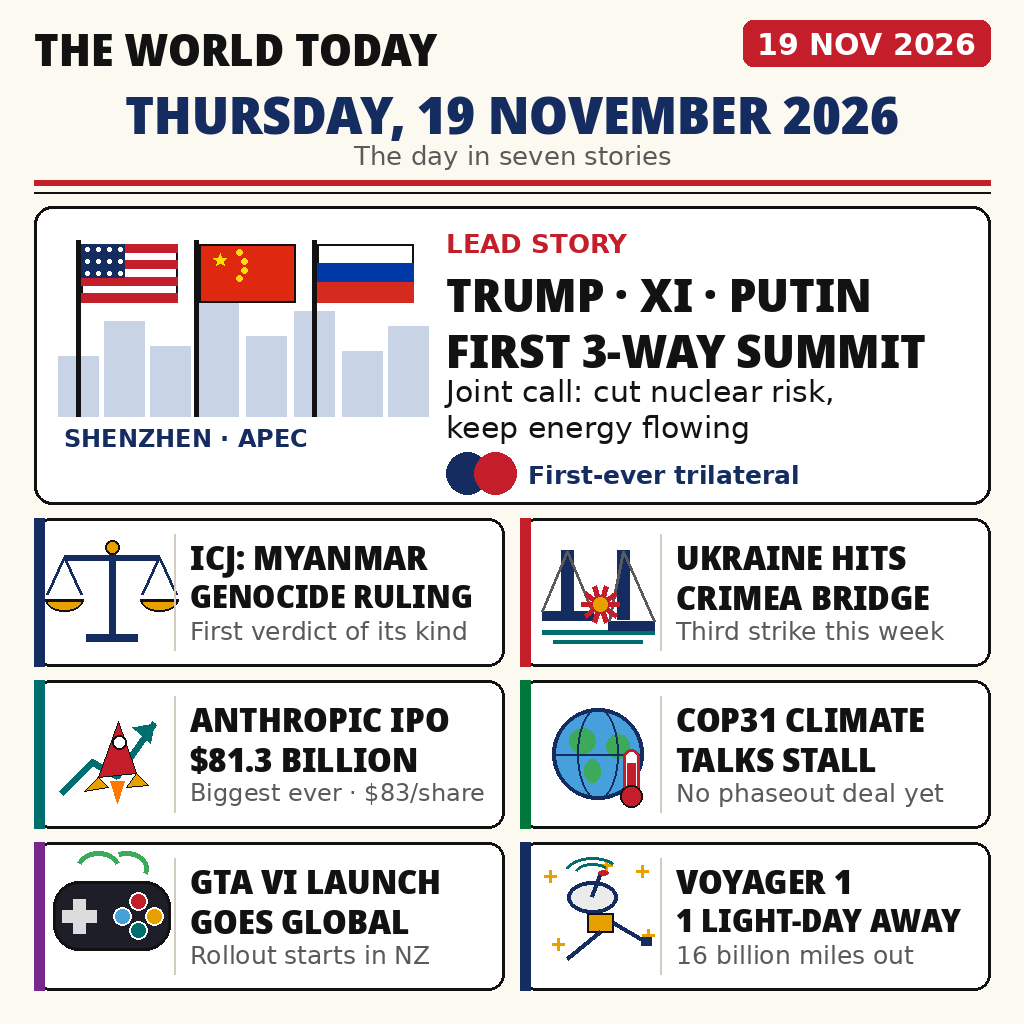 THE WORLD TODAY
19 NOV 2026
THURSDAY, 19 NOVEMBER 2026
The day in seven stories
LEAD STORY
TRUMP · XI · PUTIN
FIRST 3-WAY SUMMIT
Joint call: cut nuclear risk,
keep energy flowing
First-ever trilateral
SHENZHEN · APEC
ICJ: MYANMAR
GENOCIDE RULING
First verdict of its kind
UKRAINE HITS
CRIMEA BRIDGE
Third strike this week
ANTHROPIC IPO
$81.3 BILLION
Biggest ever · $83/share
COP31 CLIMATE
TALKS STALL
No phaseout deal yet
GTA VI LAUNCH
GOES GLOBAL
Rollout starts in NZ
VOYAGER 1
1 LIGHT-DAY AWAY
16 billion miles out